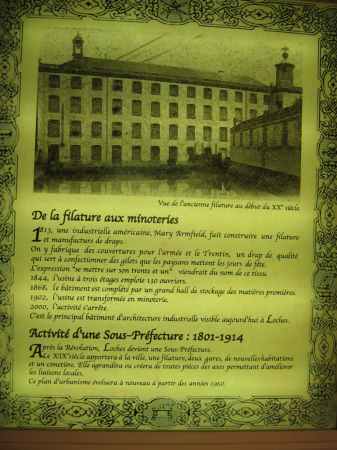 Vue de l'ancienne filature au début du XXe siècle
De la filature aux minoteries
1813, une industrielle américaine, Mary Armfield, fait construire une filature
et manufacture de draps.
On y fabrique des couvertures pour l'armée et le Trentin, un drap de qualité
qui sert à confectionner des gilets que les paysans mettent les jours de fête.
L'expression "se mettre sur son trente et un" viendrait du nom de ce tissu.
1844, l'usine à trois étages emploie 130 ouvriers.
1868, le bâtiment est complété par un grand hall de stockage des matières premières.
1902, l'usine est transformée en minoterie.
2000, l'activité s'arrête.
C'est le principal bâtiment d'architecture industrielle visible aujourd'hui à Loches.
Activité d'une Sous-Préfecture : 1801-1914
Après la Révolution, Loches devient une Sous-Préfecture.
Le XIXe siècle apportera à la ville, une filature, deux gares, de nouvelles habitations
et un cimetière. Elle agrandira ou créera de toutes pièces des axes permettant d'améliorer
les liaisons locales.
Ce plan d'urbanisme évoluera à nouveau à partir des années 1960.